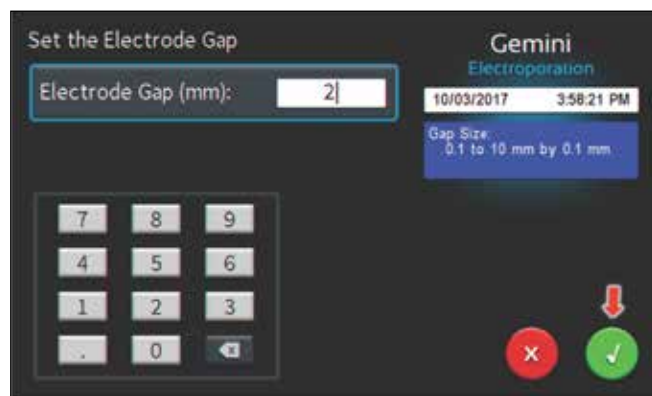 Set the Electrode Gap
Electrode Gap (mm): 2
Gemini
Electroporation
10/03/2017 3:58:21 PM
Gap Size:
0.1 to 10 mm by 0.1 mm
7 8 9
4 5 6
1 2 3
. 0